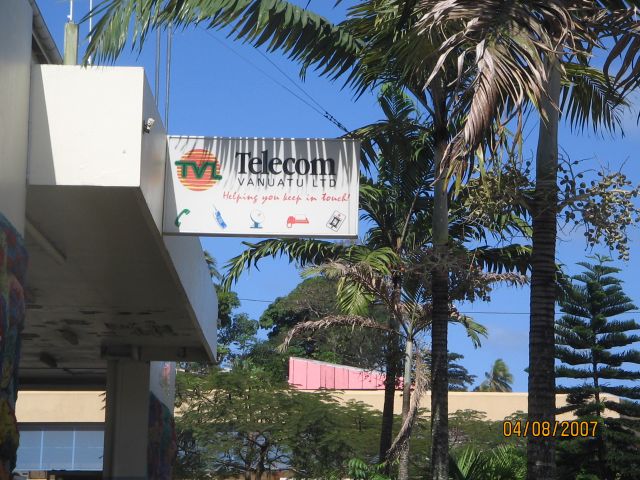 TVL
Telecom
VANUATU LTD
Helping you keep in touch!
04/08/2007